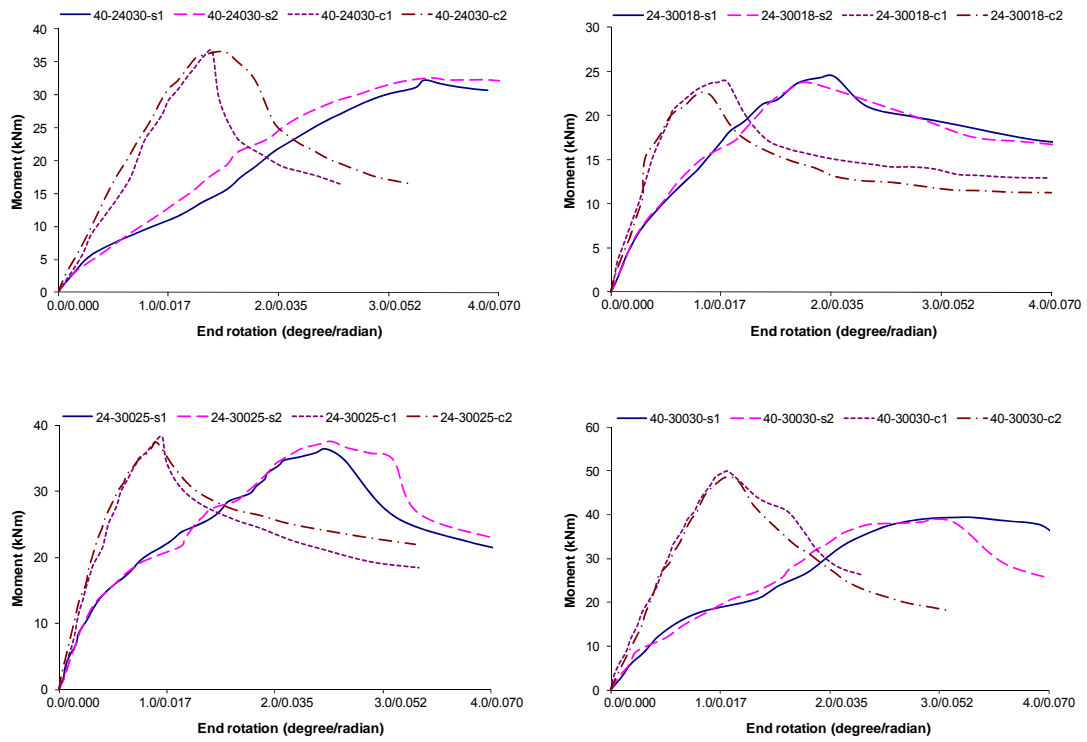 40-24030-s1 40-24030-s2 40-24030-c1 40-24030-c2
40
35
30
25
20
15
10
5
0
Moment (kNm)
0.0/0.000 1.0/0.017 2.0/0.035 3.0/0.052 4.0/0.070
End rotation (degree/radian)
24-30018-s1 24-30018-s2 24-30018-c1 24-30018-c2
30
25
20
15
10
5
0
Moment (kNm)
0.0/0.000 1.0/0.017 2.0/0.035 3.0/0.052 4.0/0.070
End rotation (degree/radian)
24-30025-s1 24-30025-s2 24-30025-c1 24-30025-c2
40
30
20
10
0
Moment (kNm)
0.0/0.000 1.0/0.017 2.0/0.035 3.0/0.052 4.0/0.070
End rotation (degree/radian)
40-30030-s1 40-30030-s2 40-30030-c1 40-30030-c2
60
50
40
30
20
10
0
Moment (kNm)
0.0/0.000 1.0/0.017 2.0/0.035 3.0/0.052 4.0/0.070
End rotation (degree/radian)